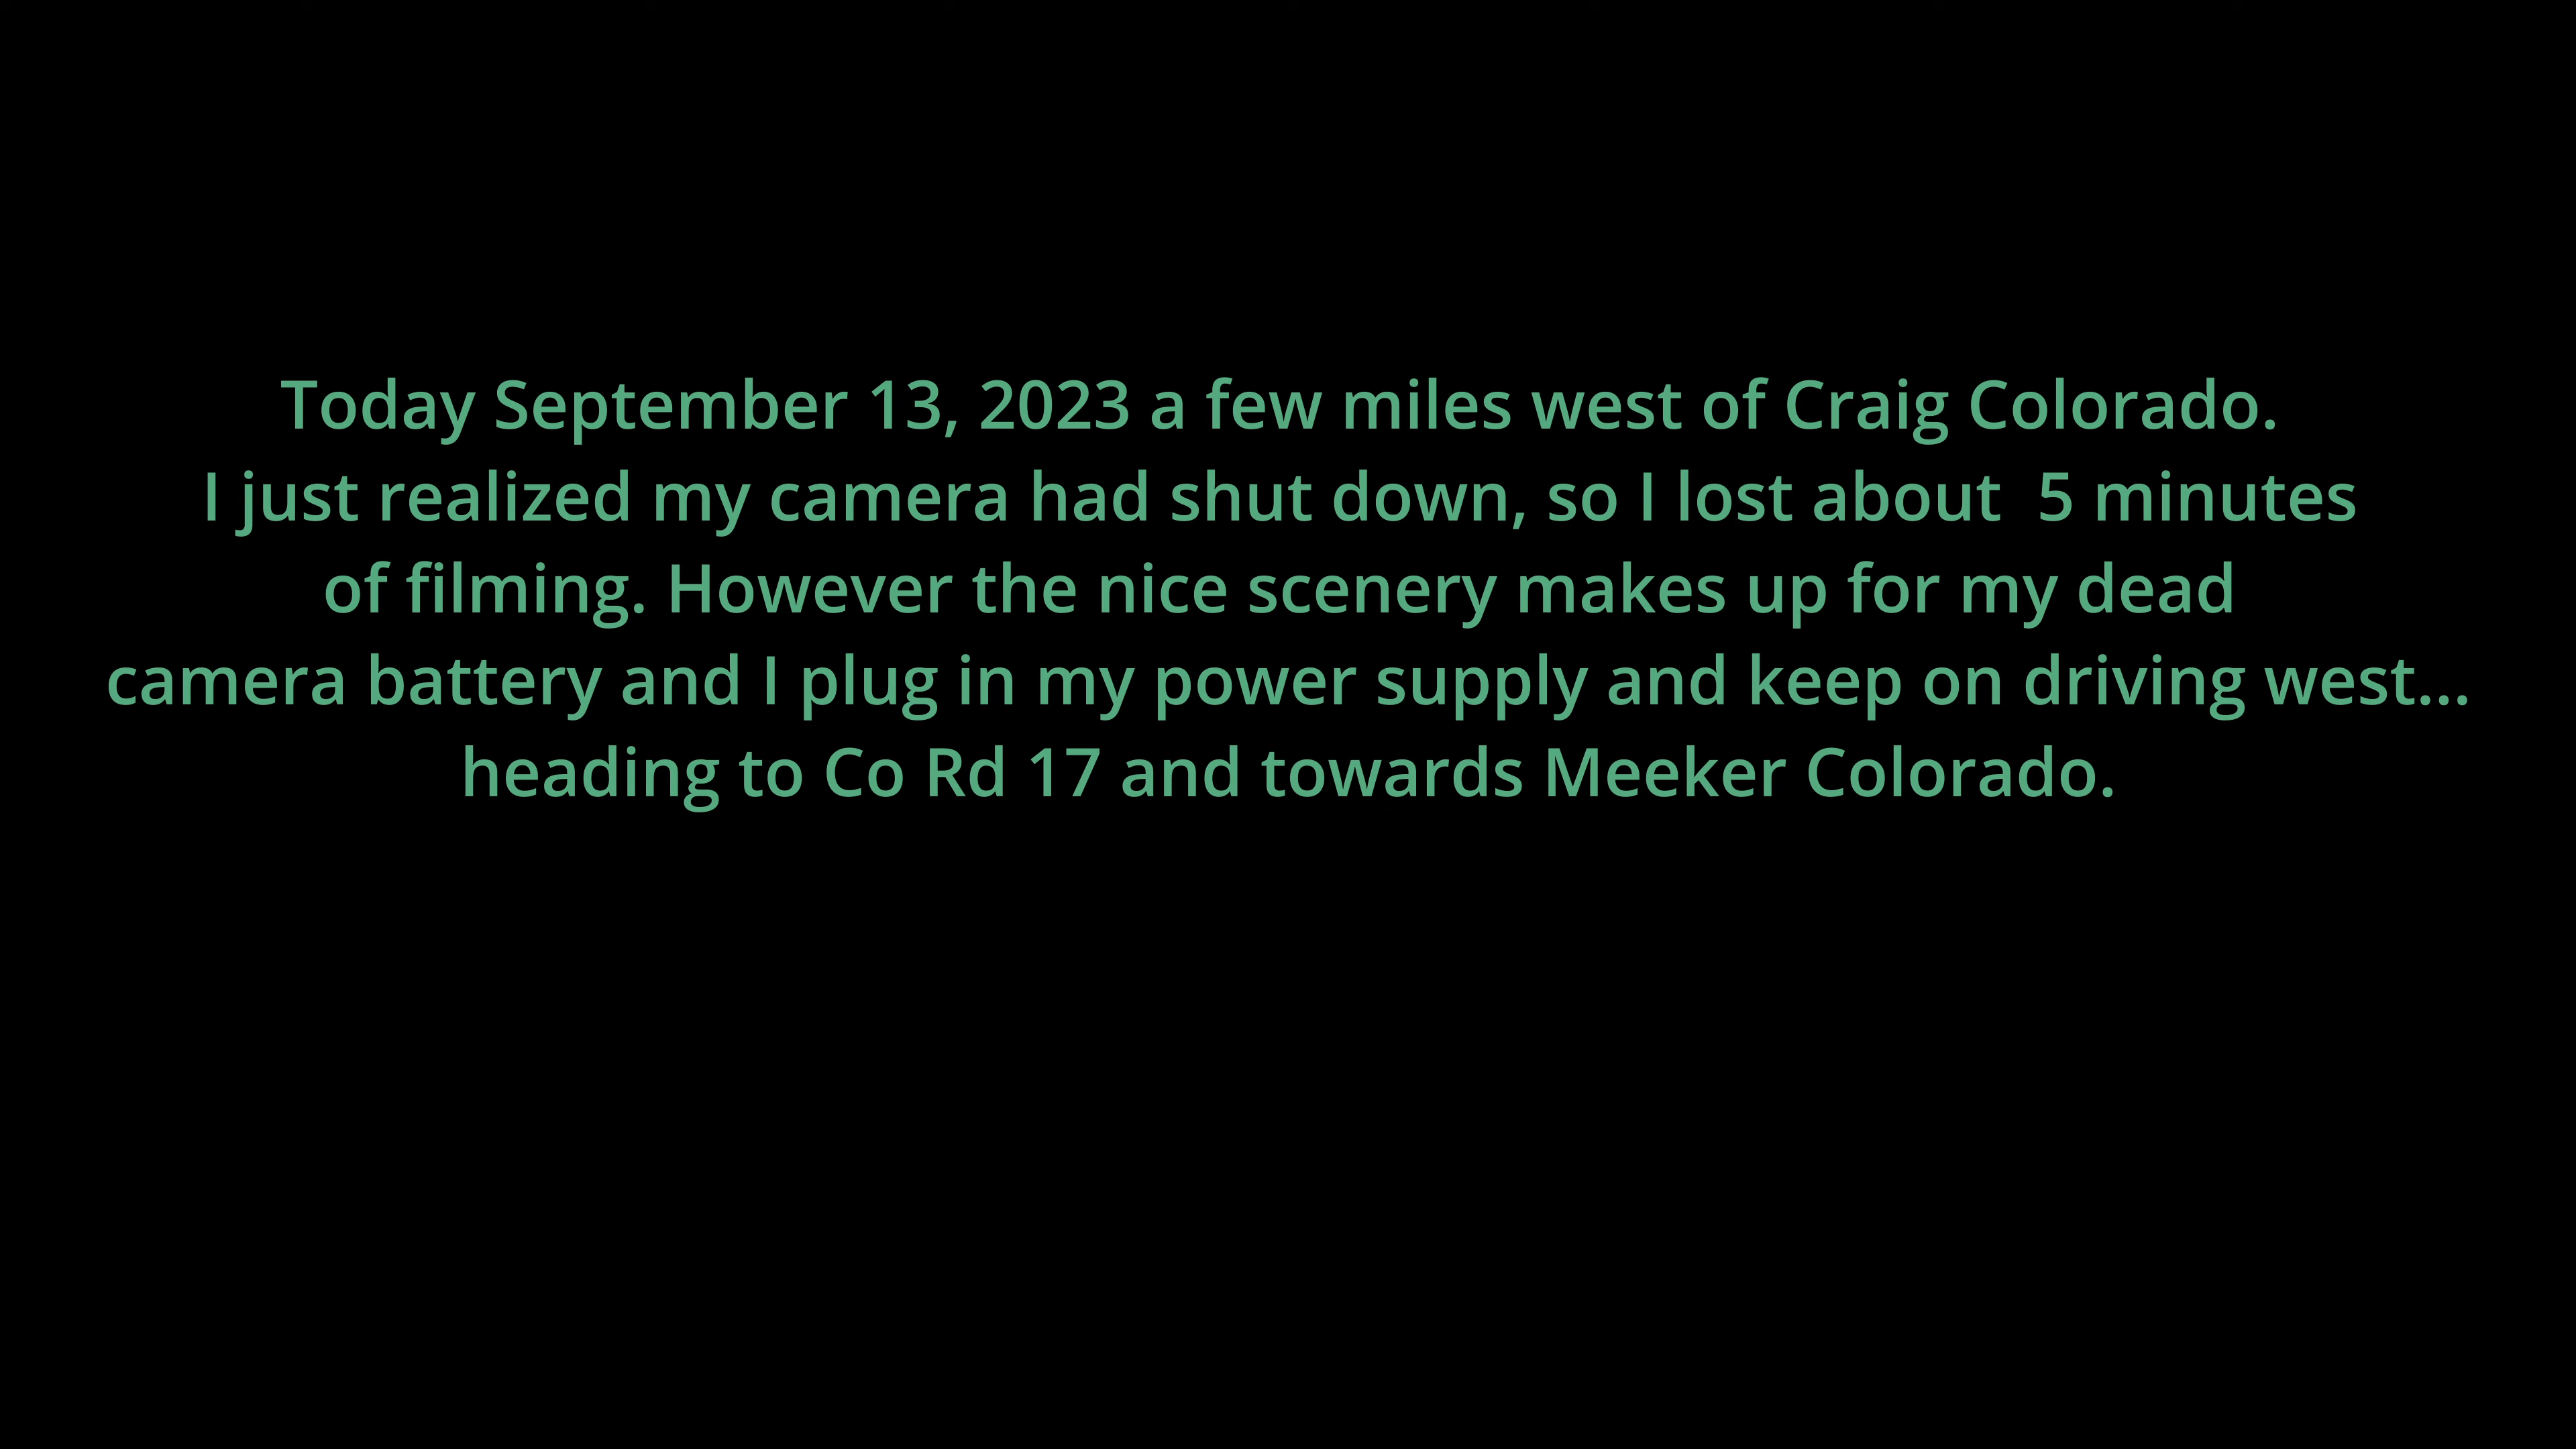 Today September 13, 2023 a few miles west of Craig Colorado.
I just realized my camera had shut down, so I lost about  5 minutes
of filming. However the nice scenery makes up for my dead
camera battery and I plug in my power supply and keep on driving west...
heading to Co Rd 17 and towards Meeker Colorado.